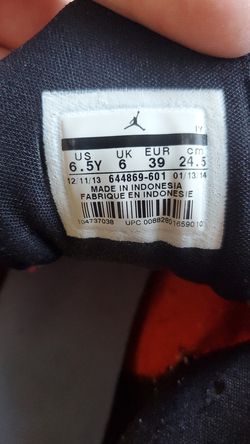 US UK EUR cm
6.5Y 6 39 24.5
12/11/13 644869-601 01/13/14
MADE IN INDONESIA
FABRIQUE EN INDONESIE
104737038 UPC 00882801659010